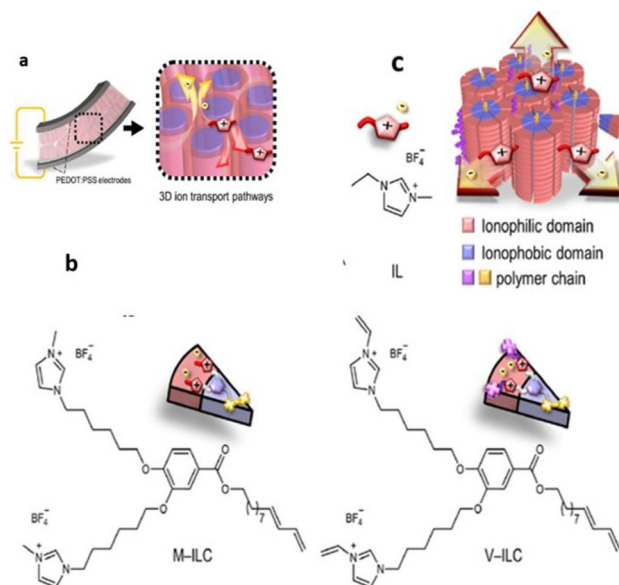 a
PEDOT:PSS electrodes
3D ion transport pathways
c
BF₄⁻
N
N
+
IL
Ionophilic domain
Ionophobic domain
polymer chain
b
BF₄⁻
N
+
N
O
O
O
O
7
BF₄⁻
N
+
N
M–ILC
BF₄⁻
N
+
N
O
O
O
O
7
BF₄⁻
N
+
N
V–ILC